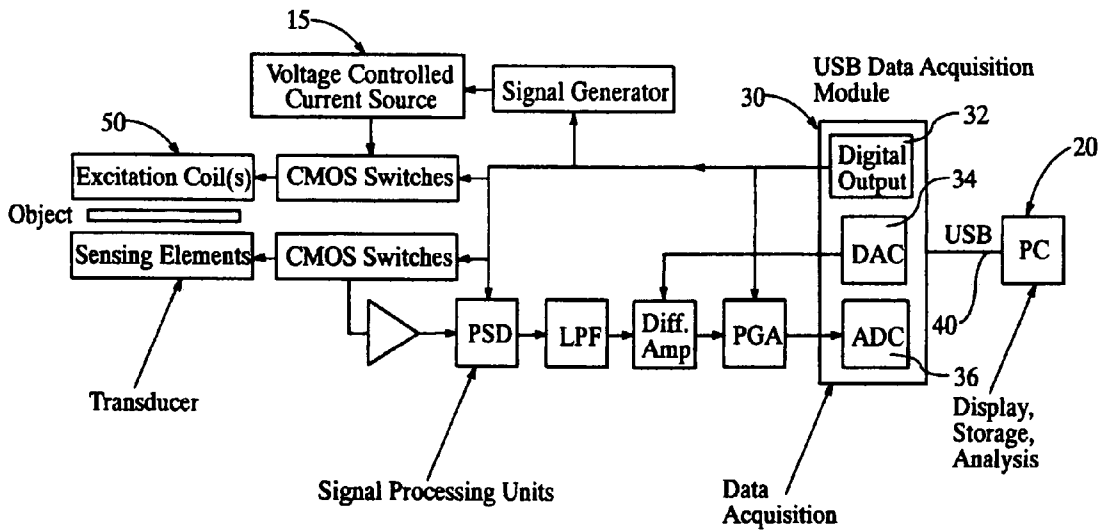 15
Voltage Controlled
Current Source
Signal Generator
USB Data Acquisition
Module
30
32
50
Digital
Output
20
Excitation Coil(s)
CMOS Switches
34
Object
USB
Sensing Elements
CMOS Switches
DAC
PC
40
PSD
LPF
Diff.
Amp
PGA
ADC
36
Transducer
Display,
Storage,
Analysis
Signal Processing Units
Data
Acquisition